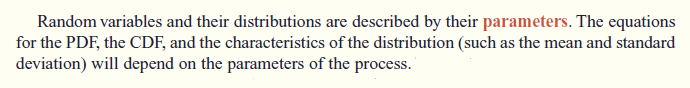 Random variables and their distributions are described by their parameters. The equations
for the PDF, the CDF, and the characteristics of the distribution (such as the mean and standard
deviation) will depend on the parameters of the process.